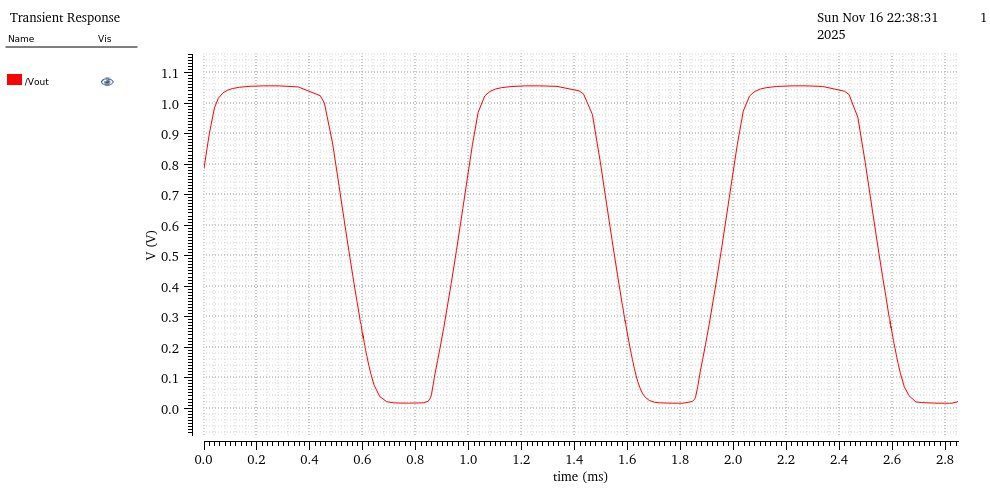 Transient Response
Sun Nov 16 22:38:31
2025
1
Name Vis
/Vout
V (V)
1.1
1.0
0.9
0.8
0.7
0.6
0.5
0.4
0.3
0.2
0.1
0.0
0.0 0.2 0.4 0.6 0.8 1.0 1.2 1.4 1.6 1.8 2.0 2.2 2.4 2.6 2.8
time (ms)